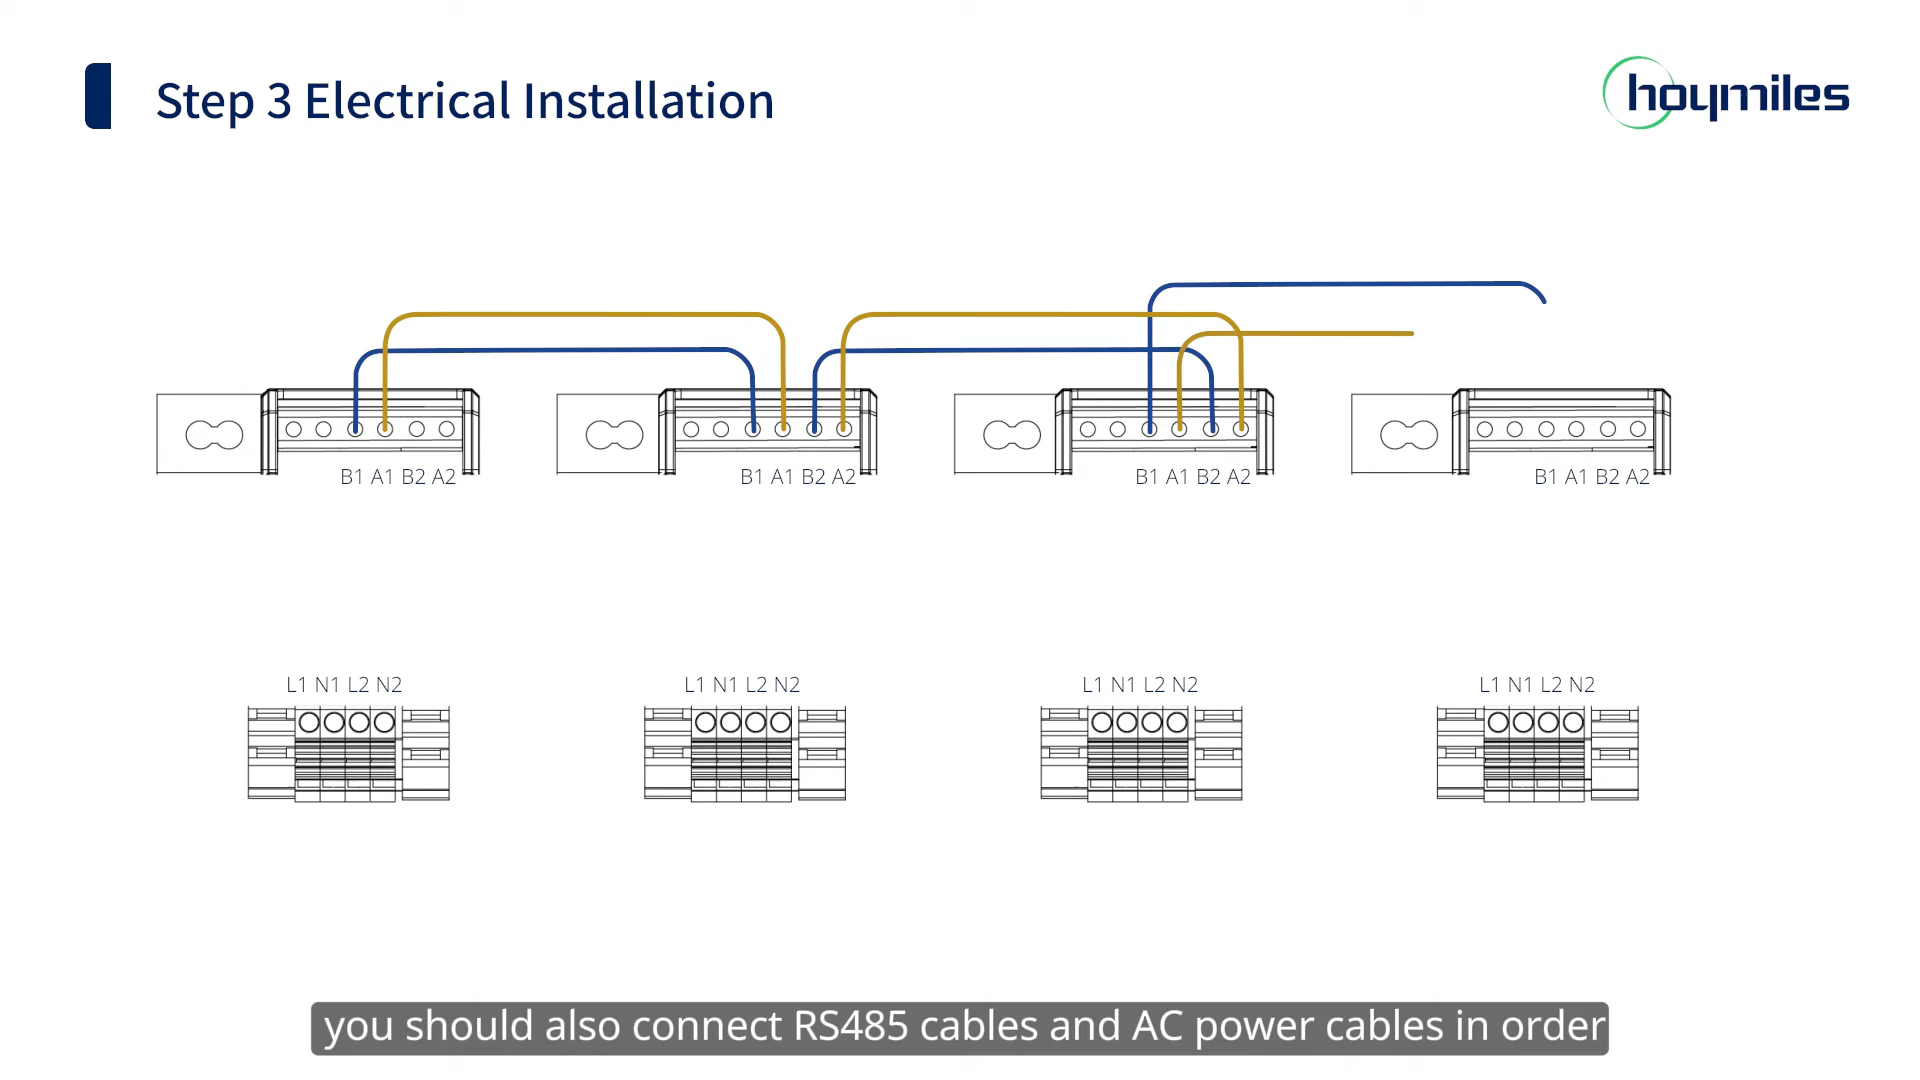 Step 3 Electrical Installation
hoymiles
B1 A1 B2 A2
B1 A1 B2 A2
B1 A1 B2 A2
B1 A1 B2 A2
L1 N1 L2 N2
L1 N1 L2 N2
L1 N1 L2 N2
L1 N1 L2 N2
you should also connect RS485 cables and AC power cables in order